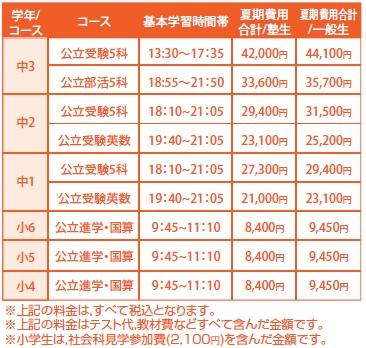 学年/コース コース 基本学習時間帯 夏期費用合計/塾生 夏期費用合計/一般生
中3 公立受験5科 13:30～17:35 42,000円 44,100円
公立部活5科 18:55～21:50 33,600円 35,700円
中2 公立受験5科 18:10~21:05 29,400円 31,500円
公立受験英数 19:40~21:05 23,100円 25,200円
中1 公立受験5科 18:10~21:05 27,300円 29,400円
公立受験英数 19:40~21:05 21,000円 23,100円
小6 公立進学・国算 9:45~11:10 8,400円 9,450円
小5 公立進学・国算 9:45~11:10 8,400円 9,450円
小4 公立進学・国算 9:45~11:10 8,400円 9,450円
※上記の料金は,すべて税込となります。
※上記の料金はテスト代,教材費などすべて含んだ金額です。
※小学生は,社会科見学参加費(2,100円)を含んだ金額です。